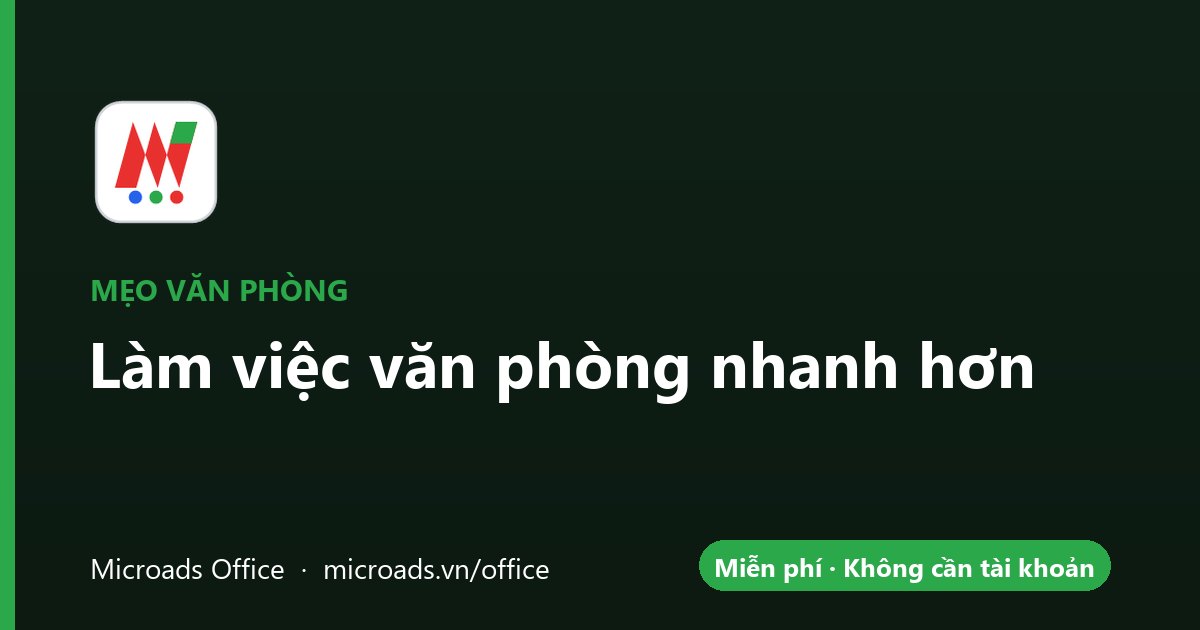 MẸO VĂN PHÒNG
Làm việc văn phòng nhanh hơn
Microads Office · microads.vn/office
Miễn phí · Không cần tài khoản